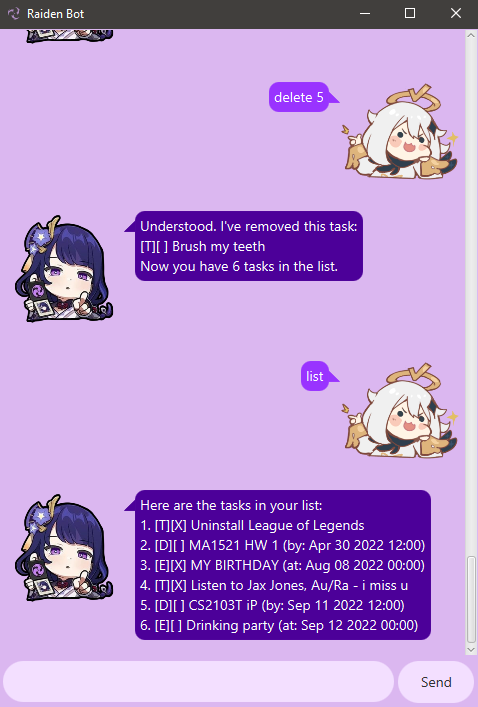 Raiden Bot
delete 5
Understood. I've removed this task:
[T][ ] Brush my teeth
Now you have 6 tasks in the list.
list
Here are the tasks in your list:
1. [T][X] Uninstall League of Legends
2. [D][ ] MA1521 HW 1 (by: Apr 30 2022 12:00)
3. [E][X] MY BIRTHDAY (at: Aug 08 2022 00:00)
4. [T][X] Listen to Jax Jones, Au/Ra - i miss u
5. [D][ ] CS2103T iP (by: Sep 11 2022 12:00)
6. [E][ ] Drinking party (at: Sep 12 2022 00:00)
Send